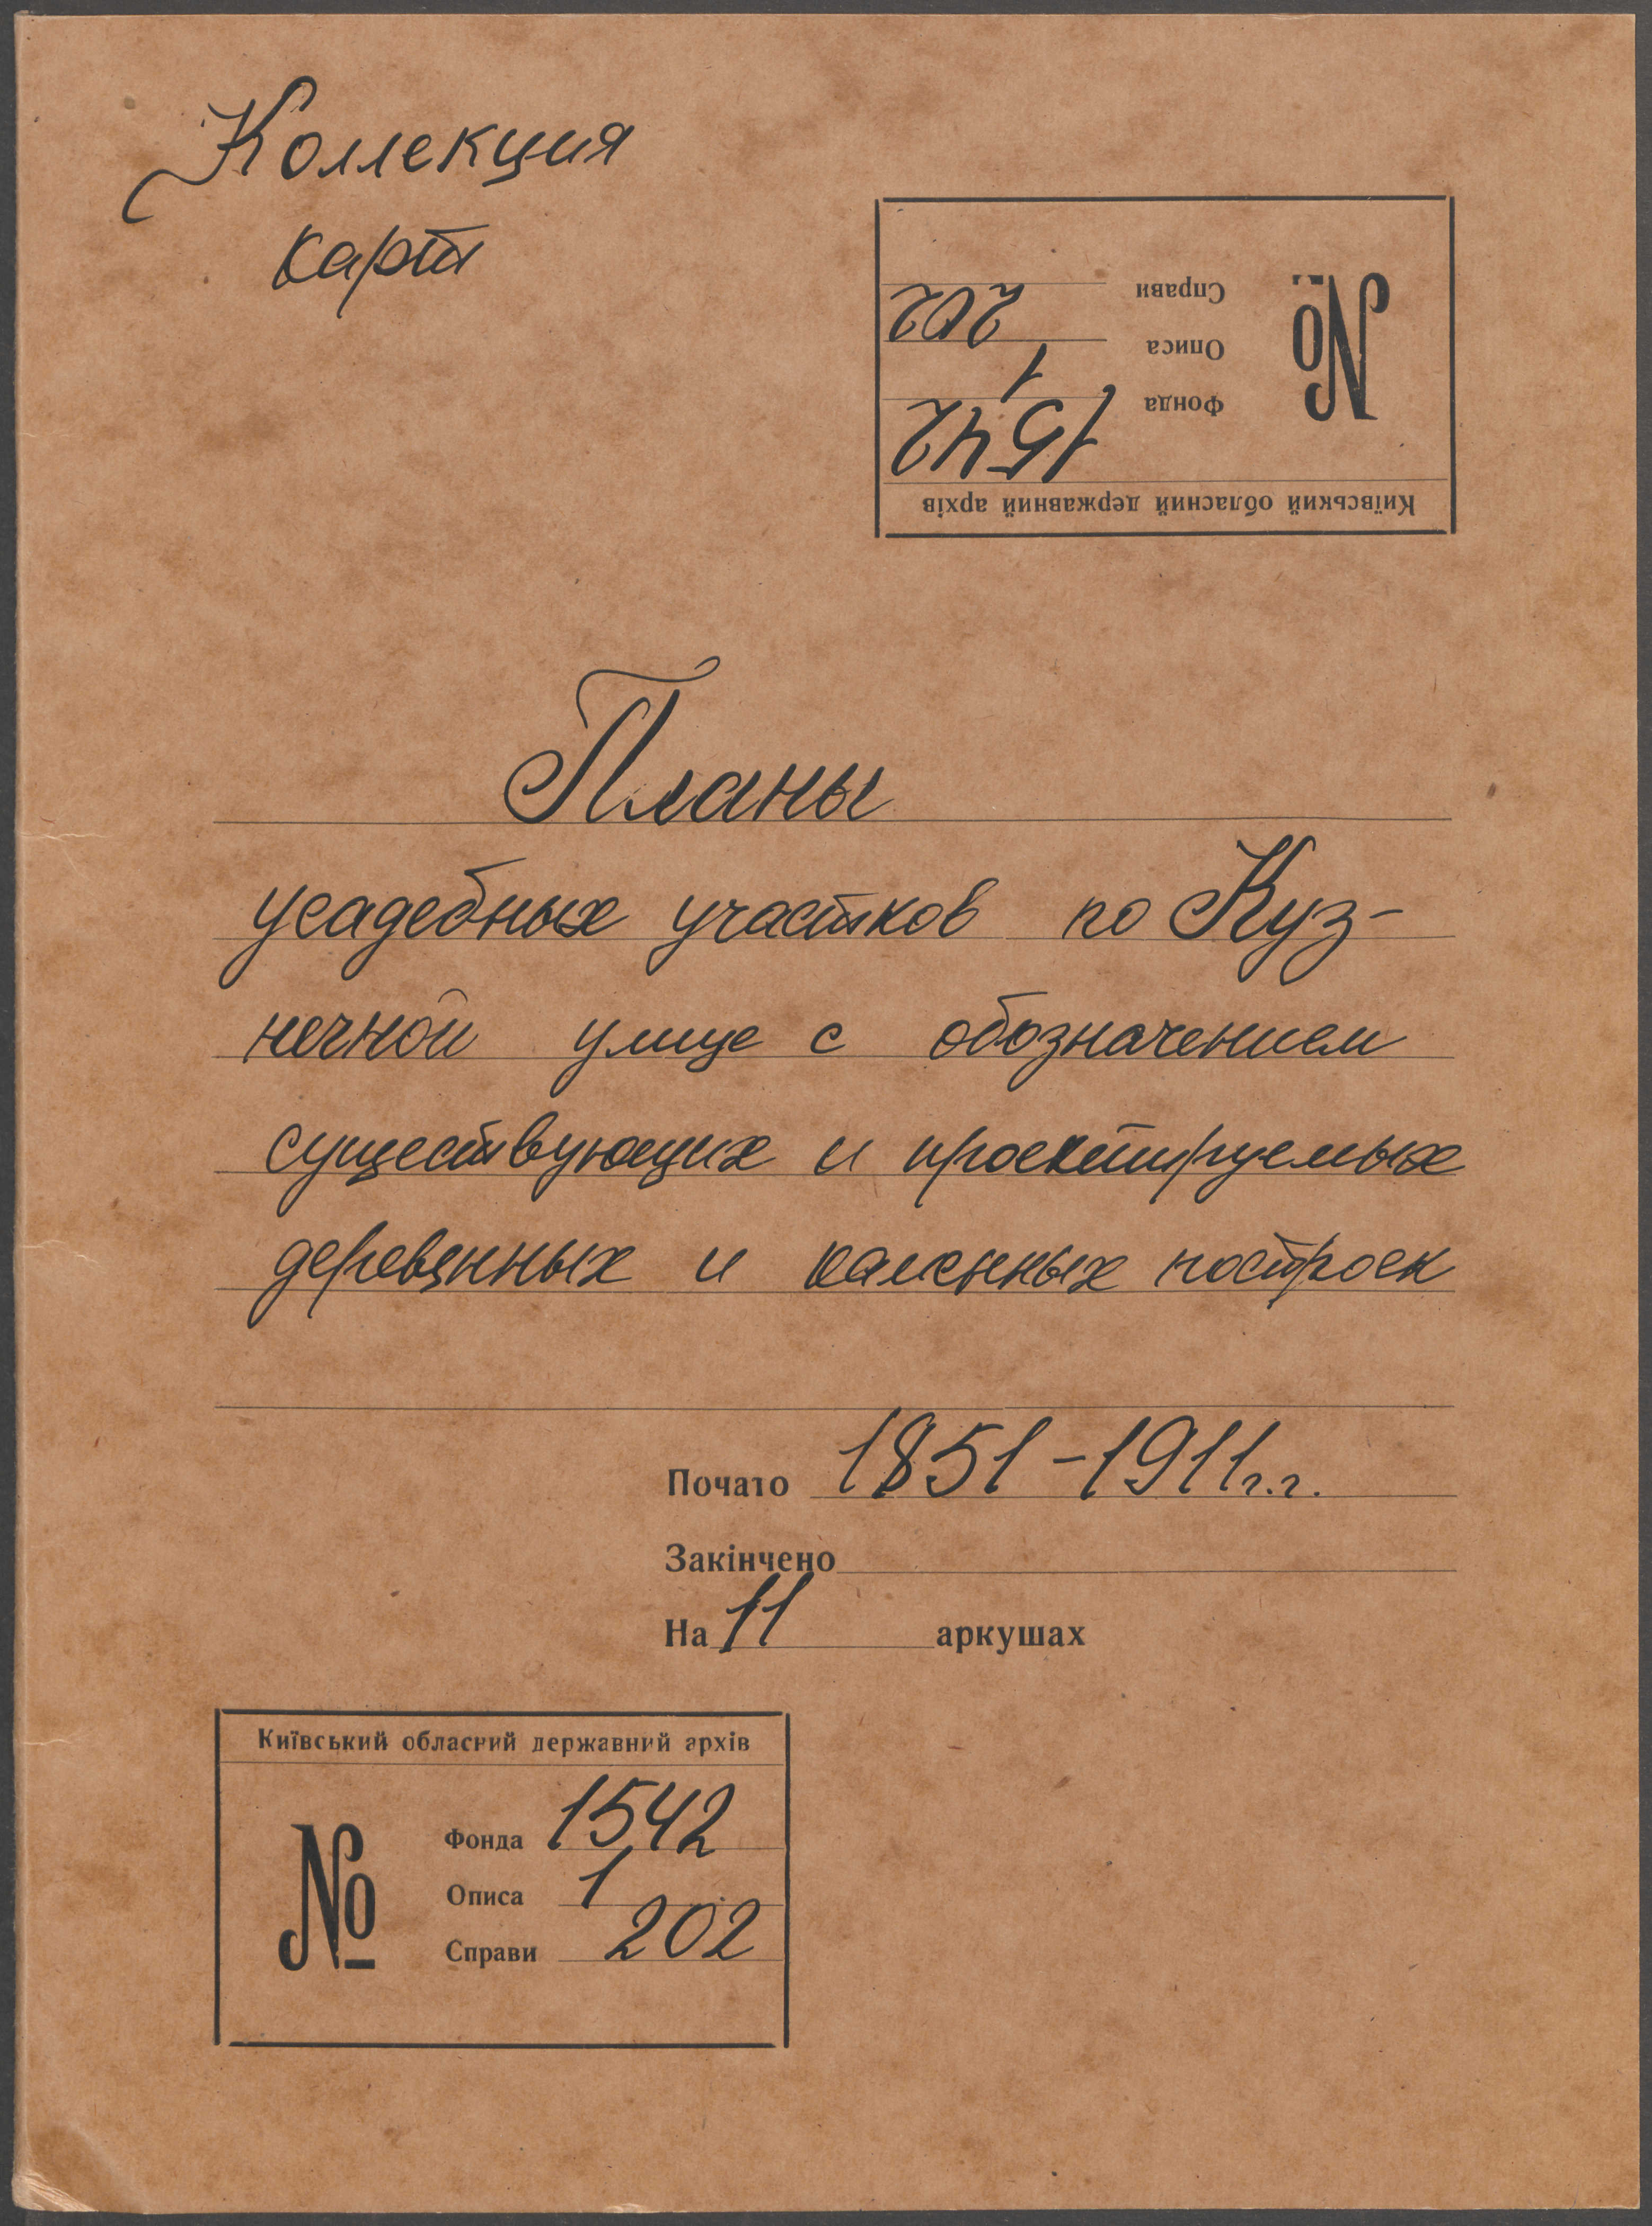 Коллекция
карт
Київський обласний державний архів
№
Фонда 1542
Описа 1
Справи 202
Планы
усадебных участков по Куз-
нечной улице с обозначением
существующих и проектируемых
деревянных и каменных построек
Почато 1851-1911г.г.
Закінчено
На 11 аркушах
Київський обласний державний архів
№
Фонда 1542
Описа 1
Справи 202